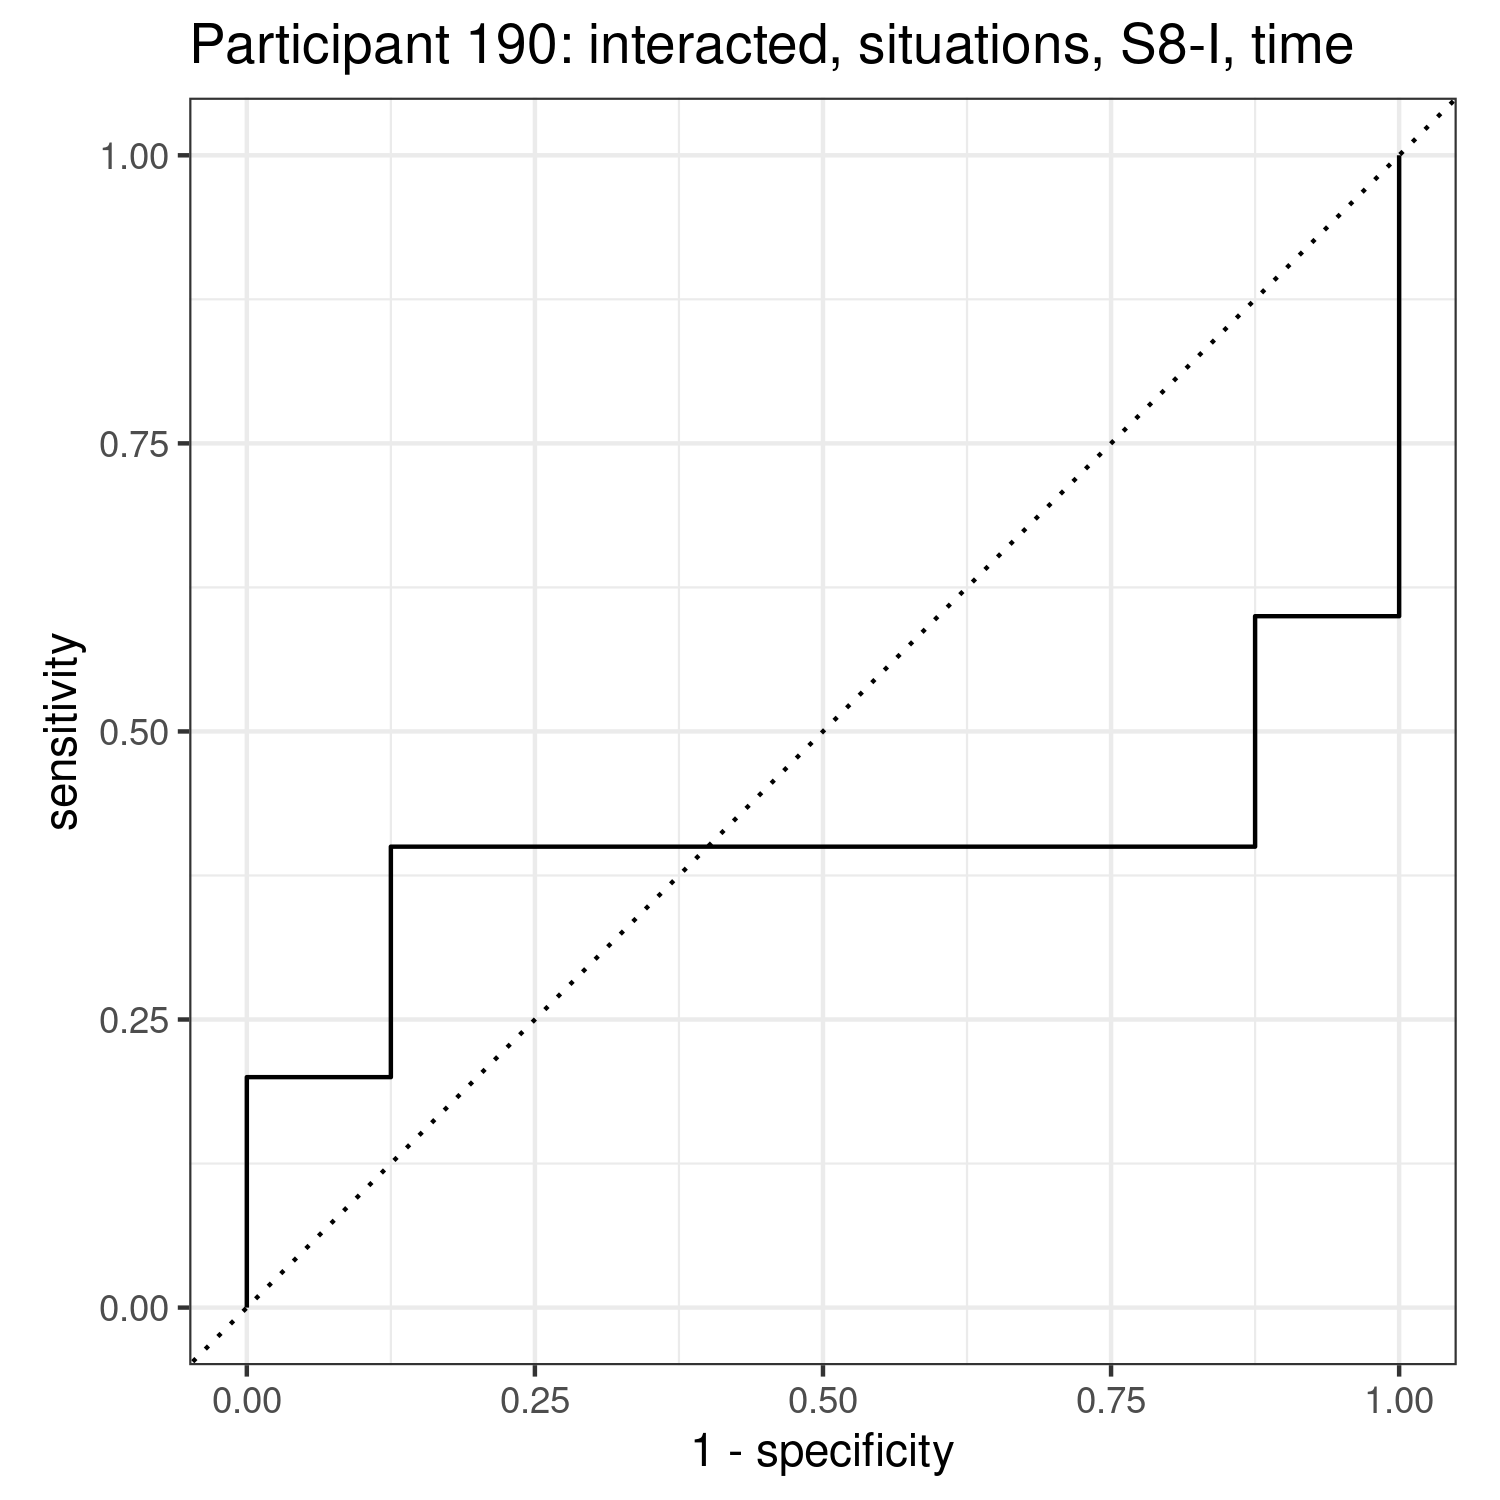 Participant 190: interacted, situations, S8-I, time
1.00
0.75
0.50
0.25
0.00
sensitivity
0.00 0.25 0.50 0.75 1.00
1 - specificity